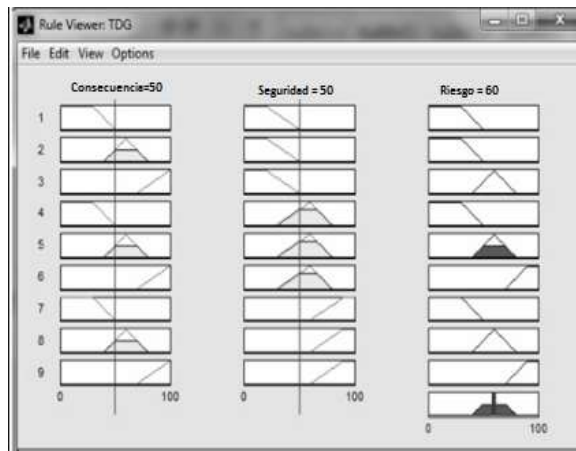 Rule Viewer: TDG
File Edit View Options
Consecuencia=50 Seguridad = 50 Riesgo = 60
1
2
3
4
5
6
7
8
9
0 100 0 100
0 100